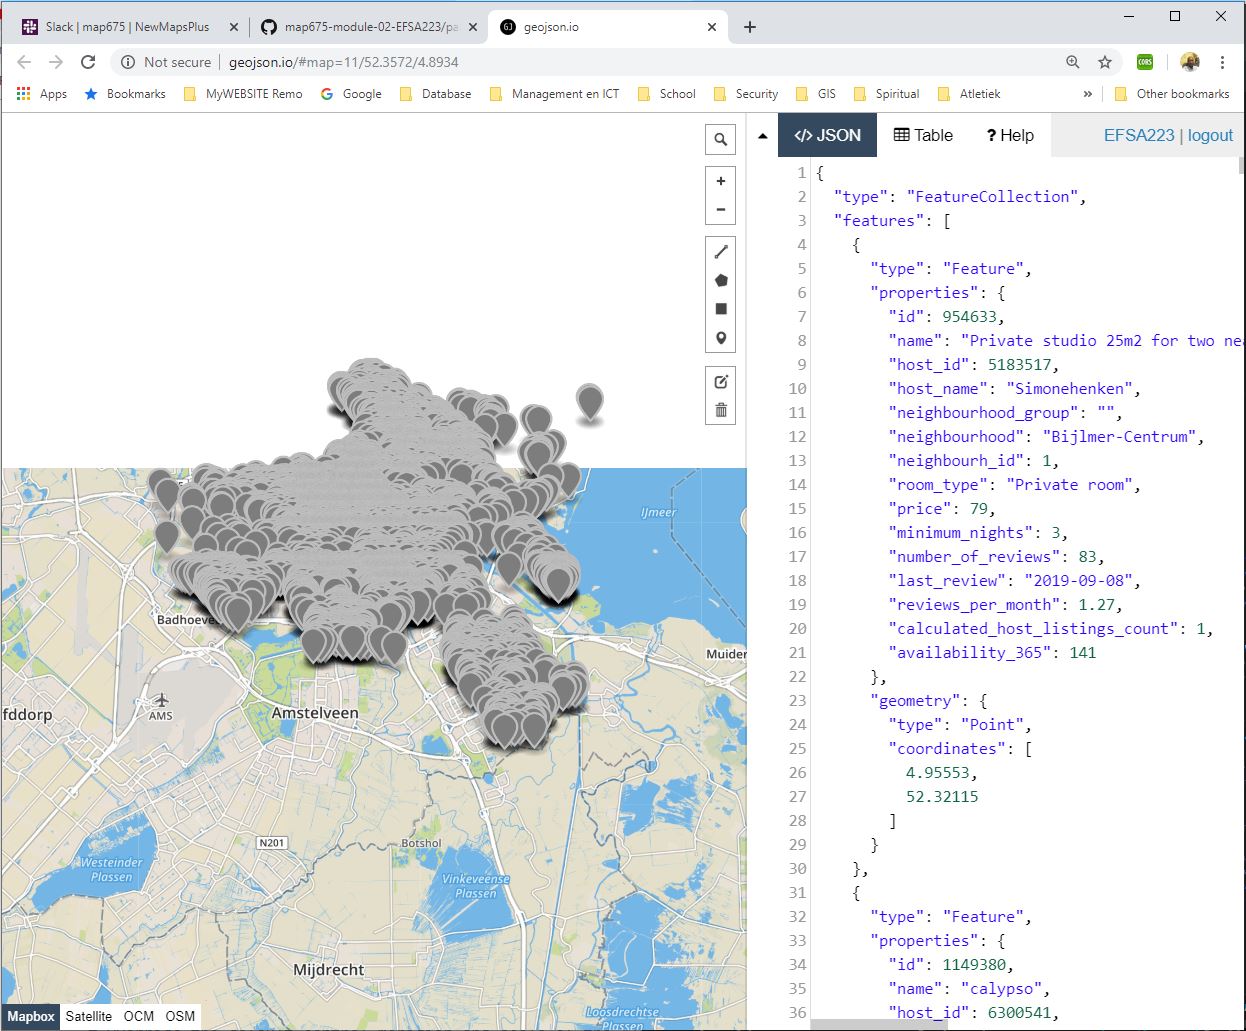 Slack | map675 | NewMapsPlus
map675-module-02-EFSA223/pa
GJ geojson.io
Not secure | geojson.io/#map=11/52.3572/4.8934
CORS
Apps Bookmarks MyWEBSITE Remo Google Database Management en ICT School Security GIS Spiritual Atletiek » Other bookmarks
</> JSON Table ? Help EFSA223 | logout
+
−
IJmeer
Badhoeve
Muider
AMS
fddorp
Amstelveen
N201
Botshol
Westeinder
Plassen
Vinkeveense
Plassen
Mijdrecht
Loosdrechtse
Plassen
Mapbox Satellite OCM OSM
1 {
2 "type": "FeatureCollection",
3 "features": [
4 {
5 "type": "Feature",
6 "properties": {
7 "id": 954633,
8 "name": "Private studio 25m2 for two ne
9 "host_id": 5183517,
10 "host_name": "Simonehenken",
11 "neighbourhood_group": "",
12 "neighbourhood": "Bijlmer-Centrum",
13 "neighbourh_id": 1,
14 "room_type": "Private room",
15 "price": 79,
16 "minimum_nights": 3,
17 "number_of_reviews": 83,
18 "last_review": "2019-09-08",
19 "reviews_per_month": 1.27,
20 "calculated_host_listings_count": 1,
21 "availability_365": 141
22 },
23 "geometry": {
24 "type": "Point",
25 "coordinates": [
26 4.95553,
27 52.32115
28 ]
29 }
30 },
31 {
32 "type": "Feature",
33 "properties": {
34 "id": 1149380,
35 "name": "calypso",
36 "host_id": 6300541,